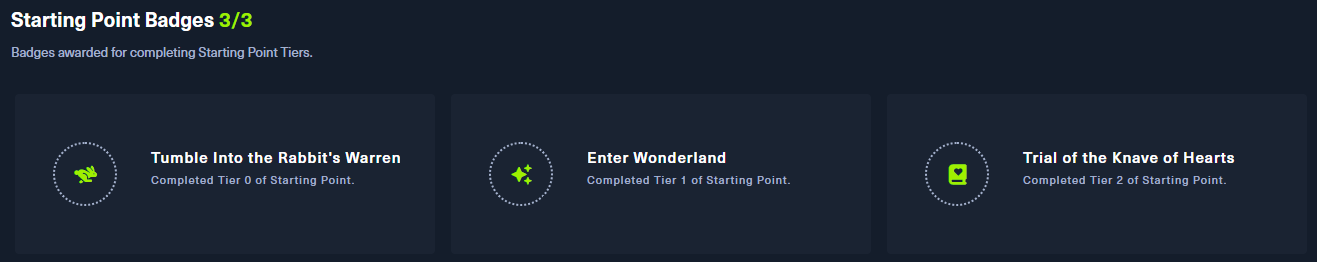 Starting Point Badges 3/3
Badges awarded for completing Starting Point Tiers.
Tumble Into the Rabbit's Warren
Completed Tier 0 of Starting Point.
Enter Wonderland
Completed Tier 1 of Starting Point.
Trial of the Knave of Hearts
Completed Tier 2 of Starting Point.